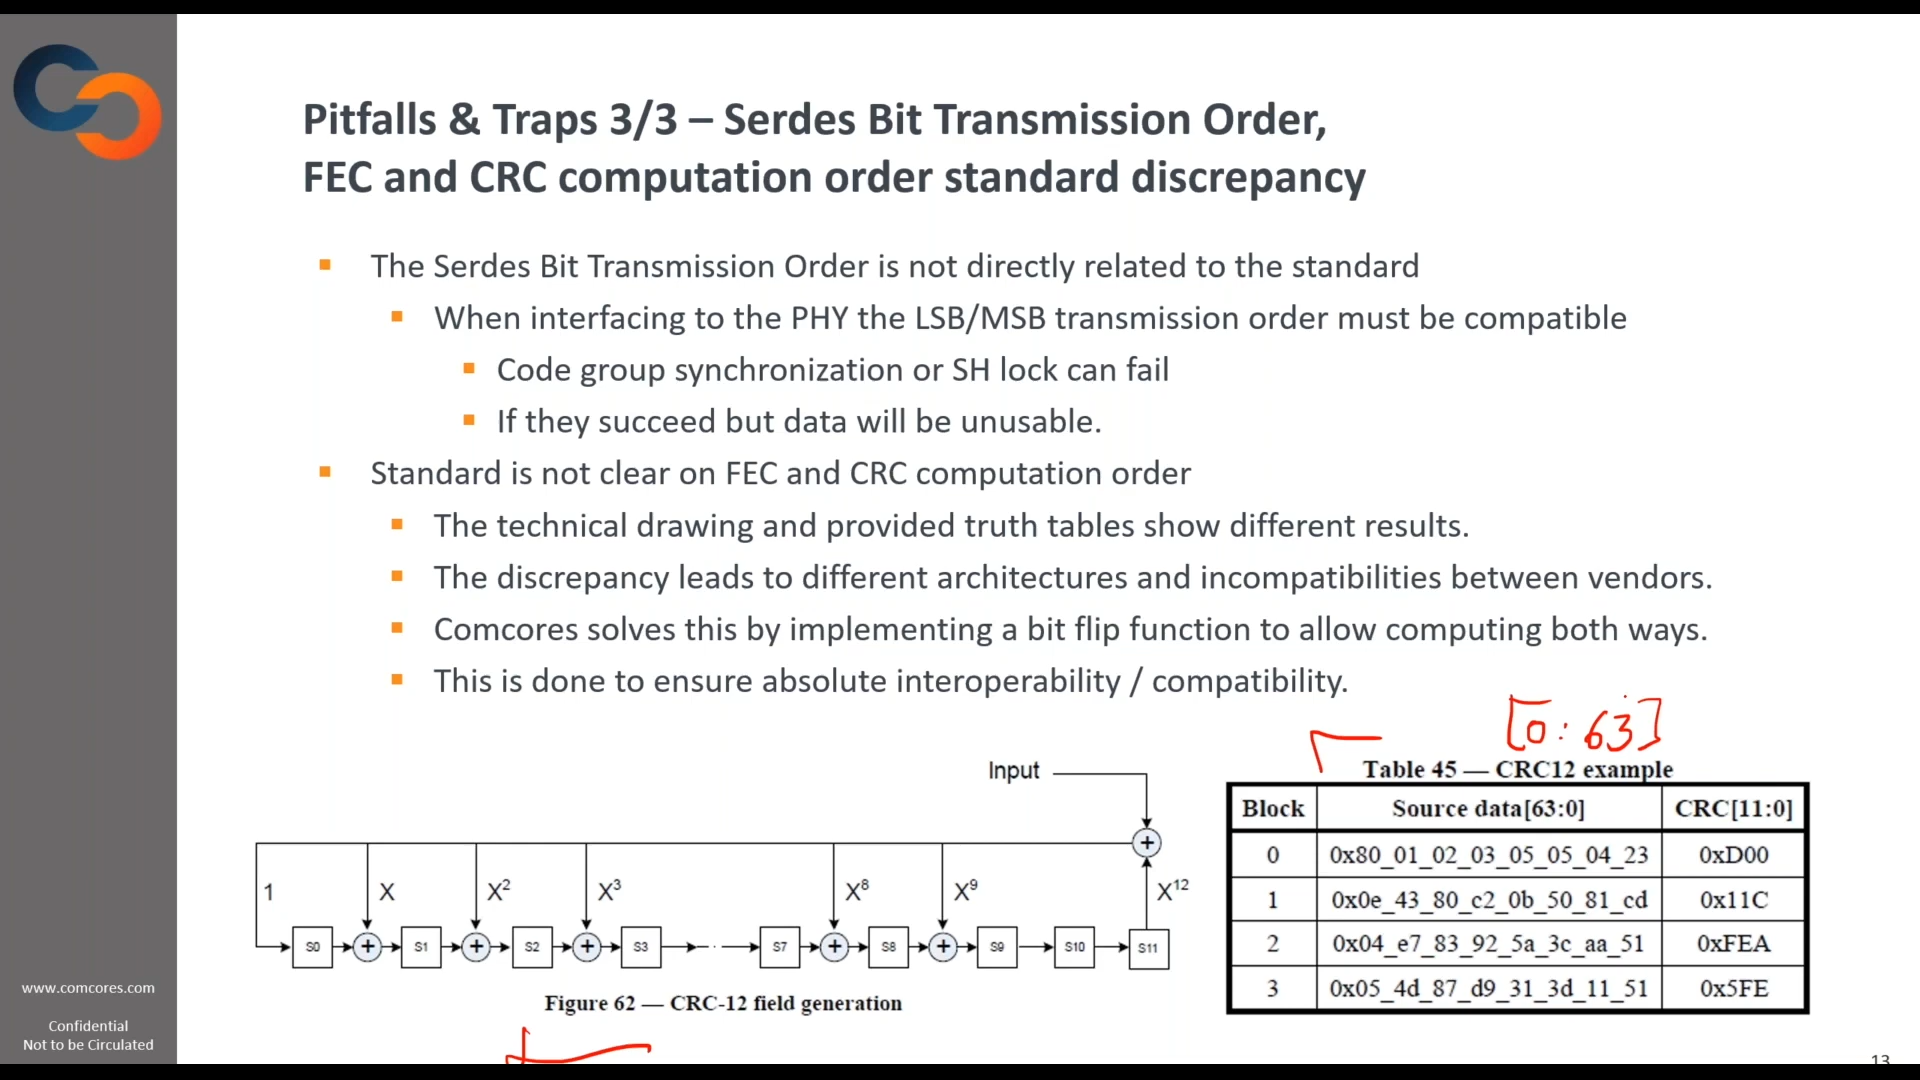 Pitfalls & Traps 3/3 – Serdes Bit Transmission Order,
FEC and CRC computation order standard discrepancy
The Serdes Bit Transmission Order is not directly related to the standard
When interfacing to the PHY the LSB/MSB transmission order must be compatible
Code group synchronization or SH lock can fail
If they succeed but data will be unusable.
Standard is not clear on FEC and CRC computation order
The technical drawing and provided truth tables show different results.
The discrepancy leads to different architectures and incompatibilities between vendors.
Comcores solves this by implementing a bit flip function to allow computing both ways.
This is done to ensure absolute interoperability / compatibility.
[0:63]
Input
1 X X² X³ X⁸ X⁹ X¹²
S0 + S1 + S2 + S3 S7 + S8 + S9 S10 S11
+
Figure 62 — CRC-12 field generation
Table 45 — CRC12 example
Block Source data[63:0] CRC[11:0]
0 0x80_01_02_03_05_05_04_23 0xD00
1 0x0e_43_80_c2_0b_50_81_cd 0x11C
2 0x04_e7_83_92_5a_3c_aa_51 0xFEA
3 0x05_4d_87_d9_31_3d_11_51 0x5FE
www.comcores.com
Confidential
Not to be Circulated
13